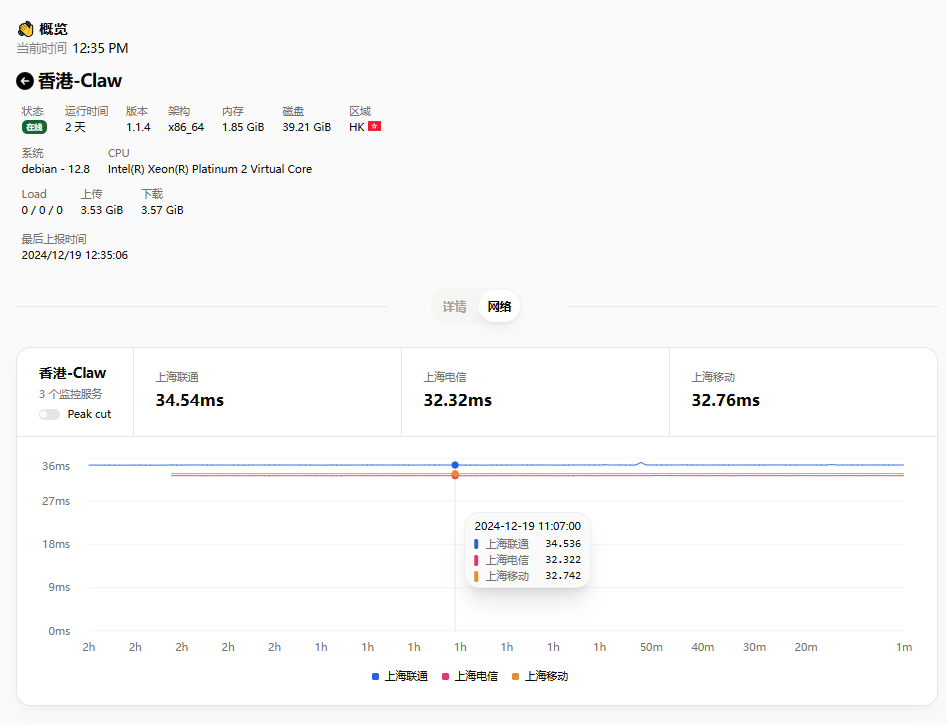 👏 概览
当前时间 12:35 PM
香港-Claw
状态 运行时间 版本 架构 内存 磁盘 区域
在线 2 天 1.1.4 x86_64 1.85 GiB 39.21 GiB HK
系统 CPU
debian - 12.8 Intel(R) Xeon(R) Platinum 2 Virtual Core
Load 上传 下载
0 / 0 / 0 3.53 GiB 3.57 GiB
最后上报时间
2024/12/19 12:35:06
详情 网络
香港-Claw
3 个监控服务
Peak cut
上海联通
34.54ms
上海电信
32.32ms
上海移动
32.76ms
36ms
27ms
18ms
9ms
0ms
2024-12-19 11:07:00
上海联通 34.536
上海电信 32.322
上海移动 32.742
2h 2h 2h 2h 2h 1h 1h 1h 1h 1h 1h 1h 50m 40m 30m 20m 1m
上海联通 上海电信 上海移动